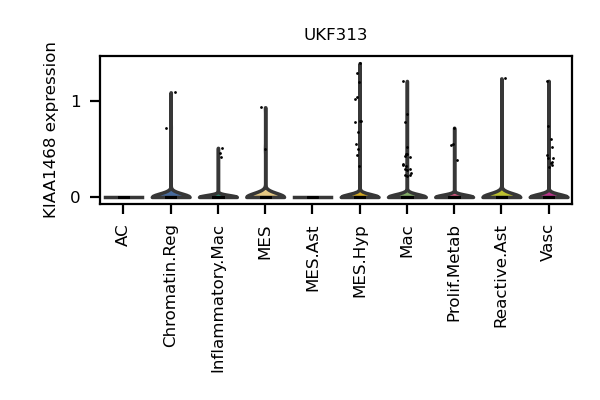 UKF313
KIAA1468 expression
1
0
AC
Chromatin.Reg
Inflammatory.Mac
MES
MES.Ast
MES.Hyp
Mac
Prolif.Metab
Reactive.Ast
Vasc